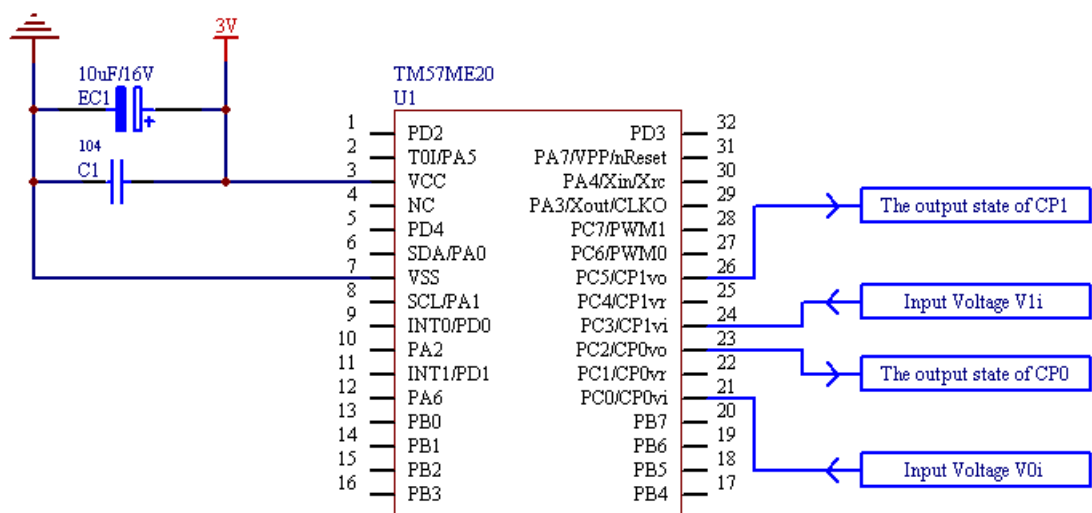 3V
10uF/16V
EC1
+
104
C1
TM57ME20
U1
1 PD2 PD3 32
2 T0I/PA5 PA7/VPP/nReset 31
3 VCC PA4/Xin/Xrc 30
4 NC PA3/Xout/CLKO 29
5 PD4 PC7/PWM1 28
6 SDA/PA0 PC6/PWM0 27
7 VSS PC5/CP1vo 26
8 SCL/PA1 PC4/CP1vr 25
9 INT0/PD0 PC3/CP1vi 24
10 PA2 PC2/CP0vo 23
11 INT1/PD1 PC1/CP0vr 22
12 PA6 PC0/CP0vi 21
13 PB0 PB7 20
14 PB1 PB6 19
15 PB2 PB5 18
16 PB3 PB4 17
The output state of CP1
Input Voltage V1i
The output state of CP0
Input Voltage V0i